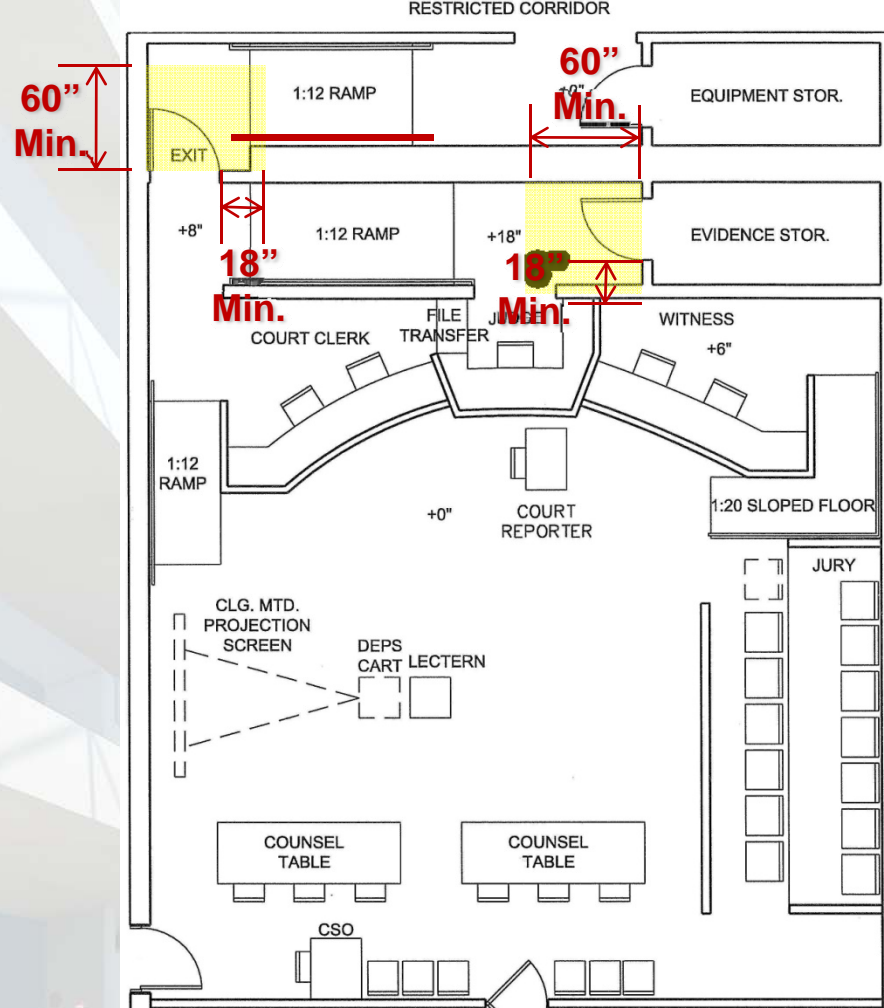 RESTRICTED CORRIDOR
60”
Min.
1:12 RAMP
60”
Min.
+0"
EQUIPMENT STOR.
EXIT
+8"
1:12 RAMP
+18"
EVIDENCE STOR.
18”
Min.
18”
Min.
COURT CLERK
FILE
TRANSFER
JUDGE
WITNESS
+6"
1:12
RAMP
+0"
COURT
REPORTER
1:20 SLOPED FLOOR
JURY
CLG. MTD.
PROJECTION
SCREEN
DEPS
CART
LECTERN
COUNSEL
TABLE
COUNSEL
TABLE
CSO